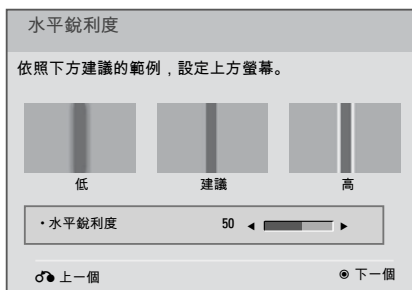 水平銳利度
依照下方建議的範例，設定上方螢幕。
低 建議 高
・水平銳利度 50 ◀ ▶
上一個 ◉ 下一個